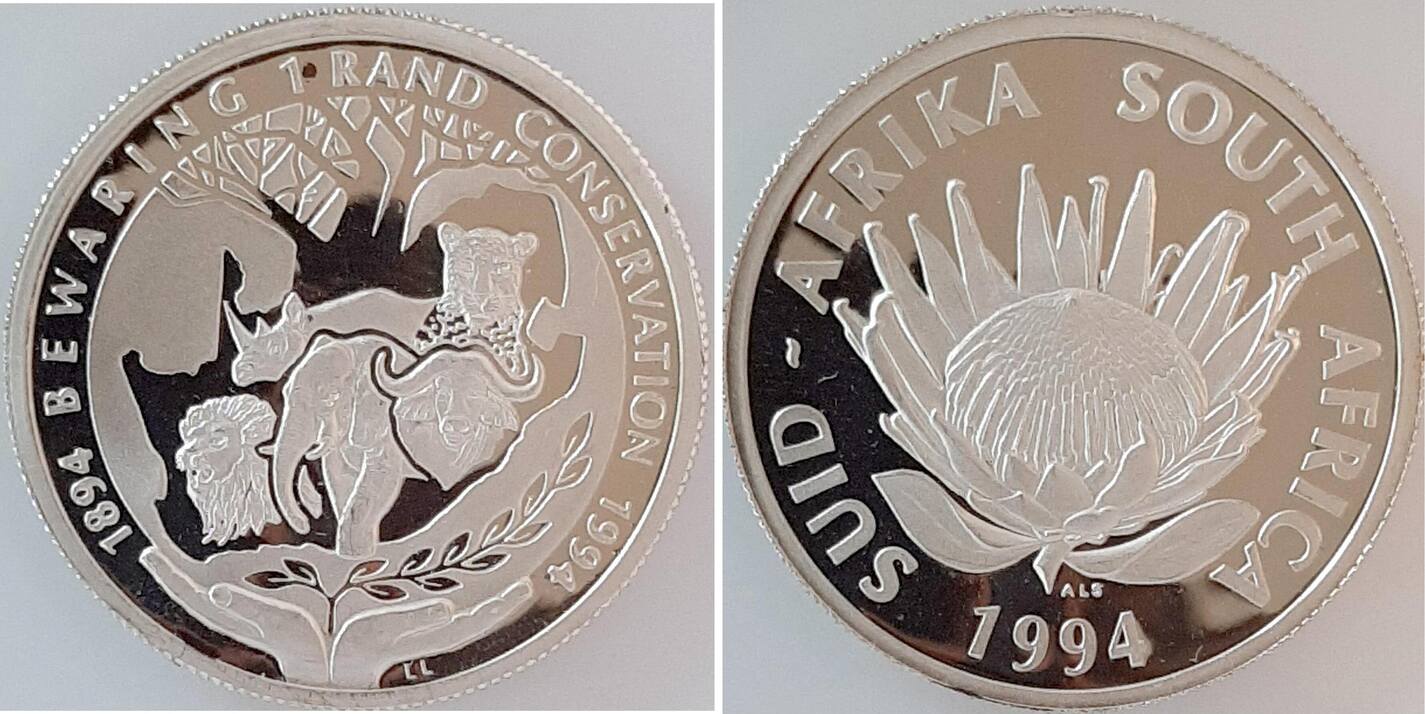 1894 BEWARING 1 RAND CONSERVATION 1994
LL
SUID-AFRIKA SOUTH AFRICA
ALS
1994